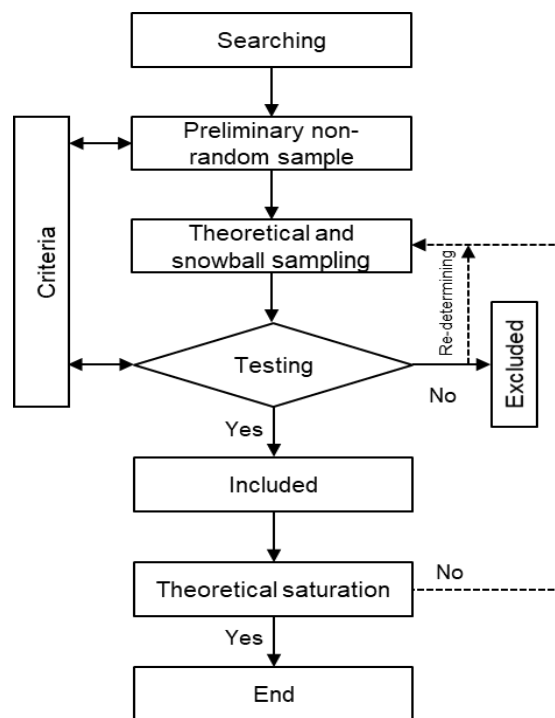 Searching
Preliminary non-
random sample
Criteria
Theoretical and
snowball sampling
Re-determining
Testing
Excluded
No
Yes
Included
Theoretical saturation
No
Yes
End